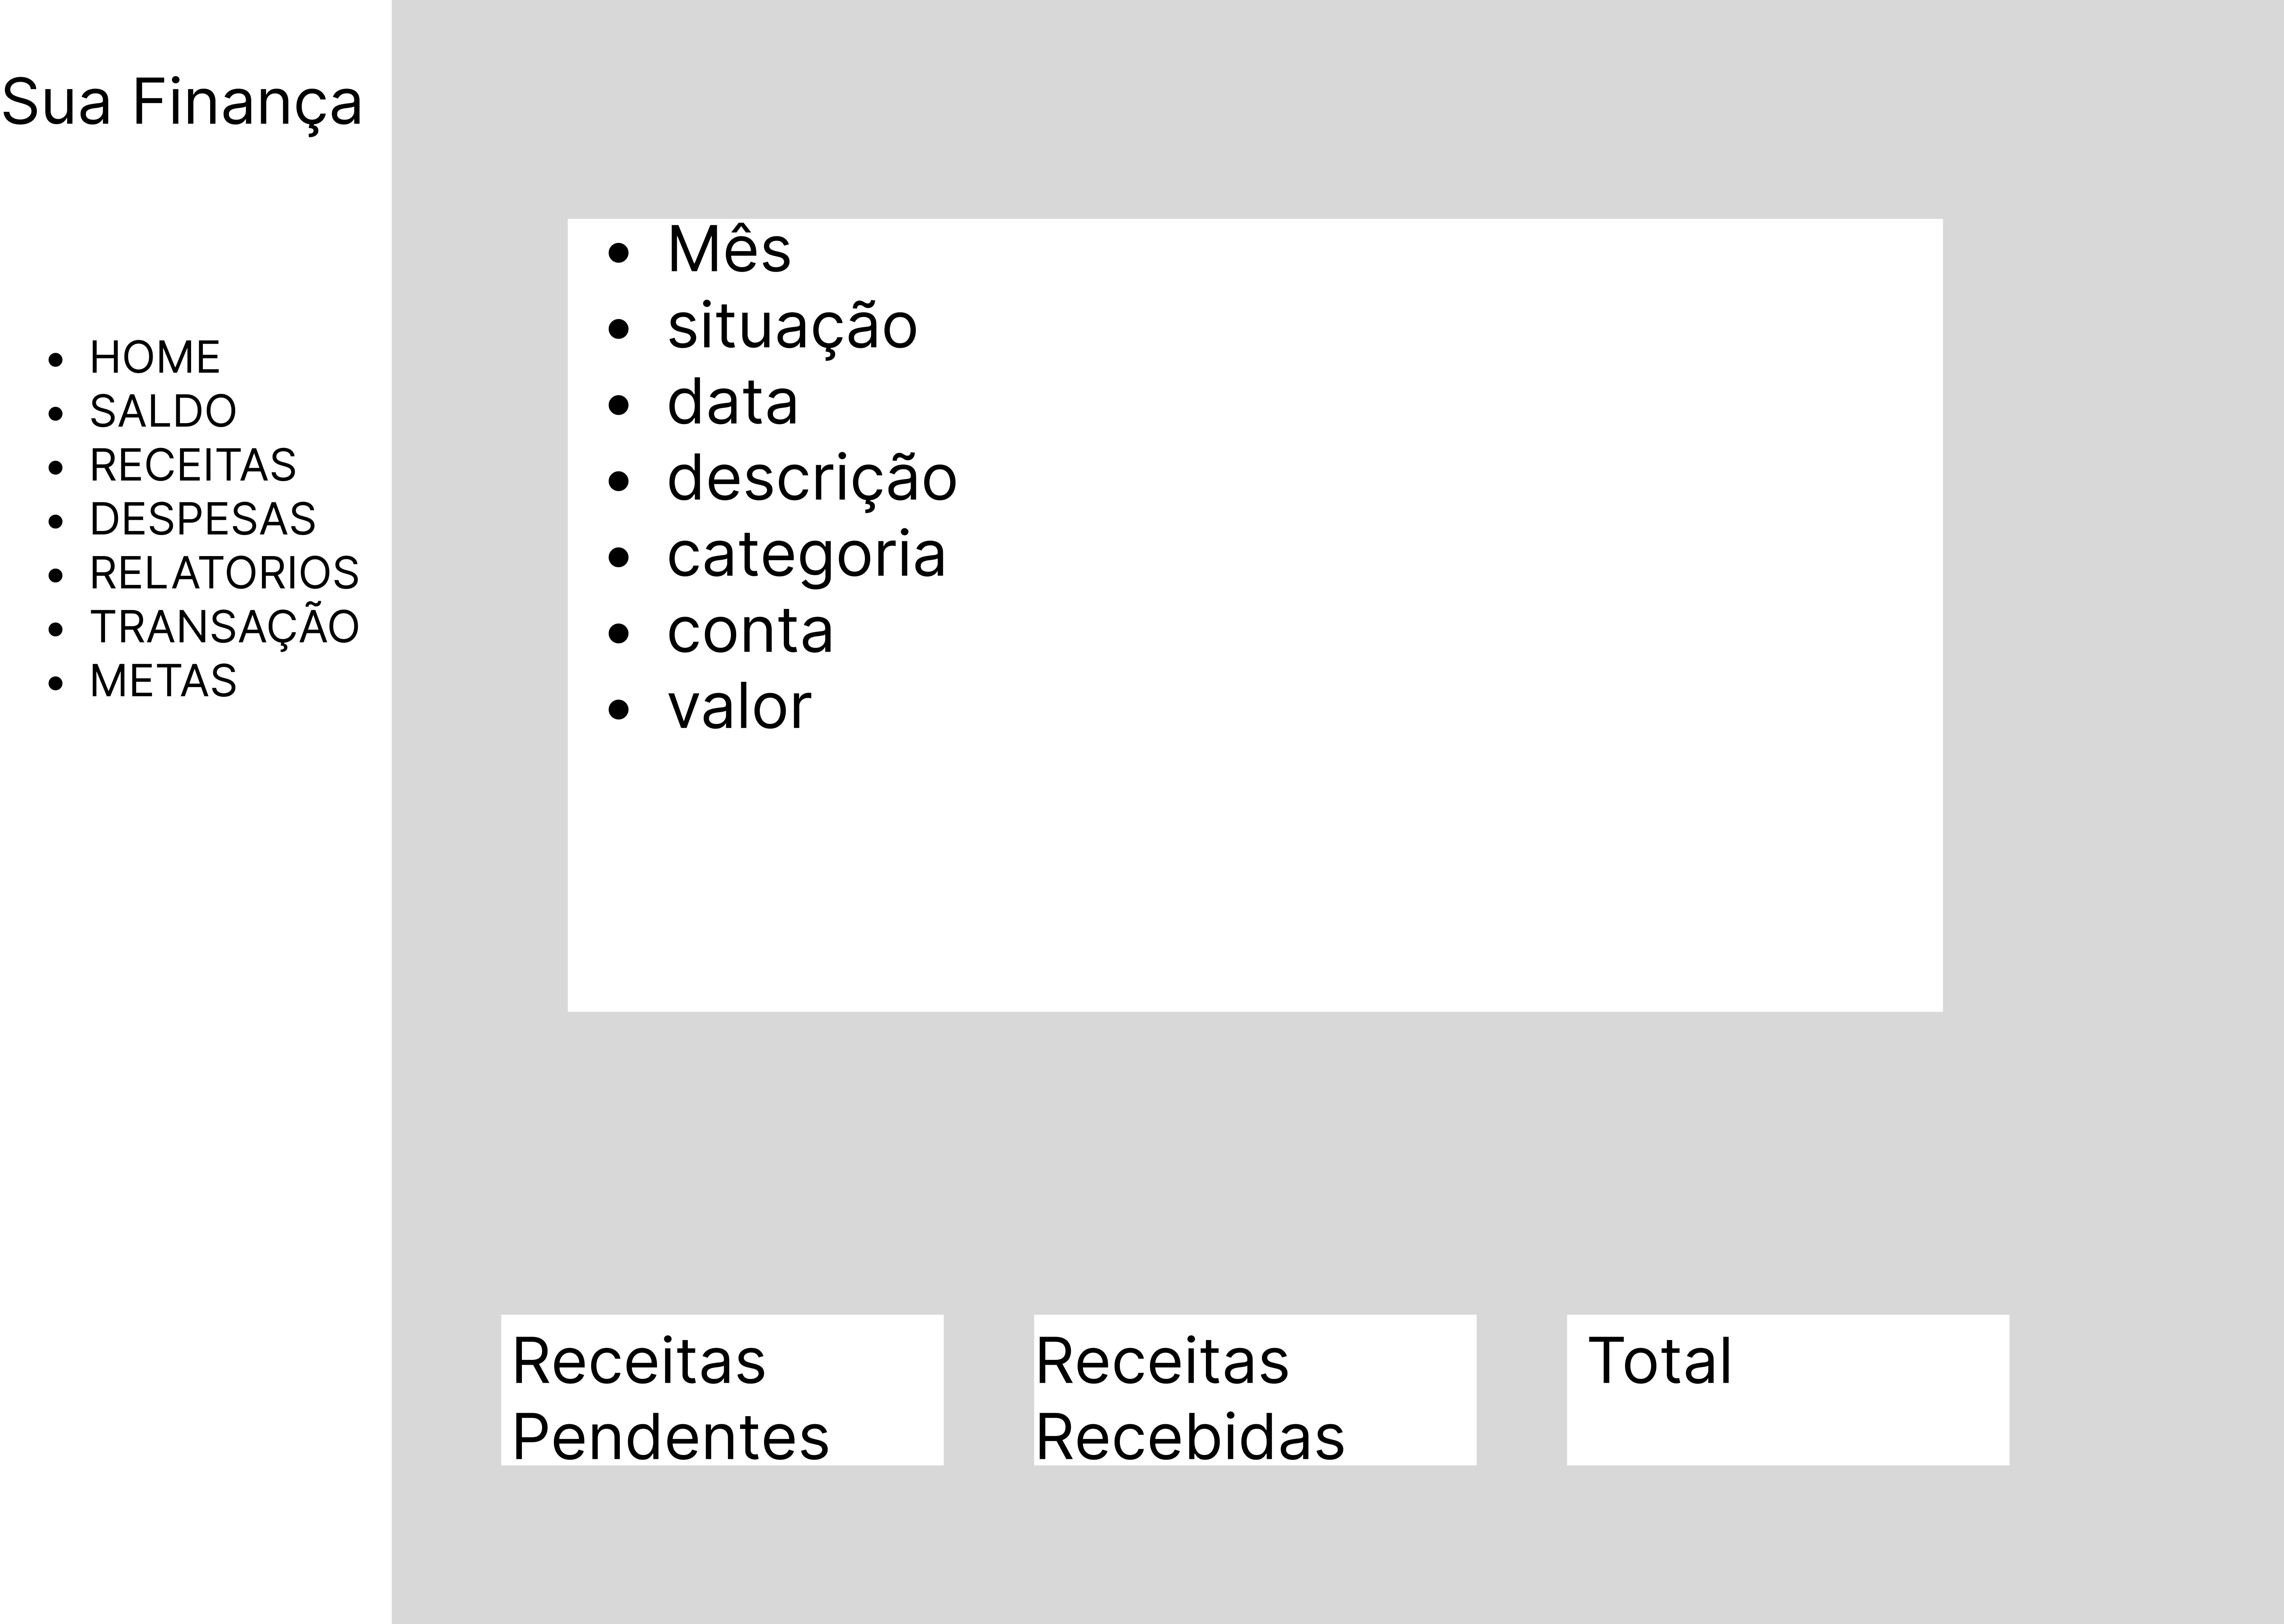 Sua Finança
• HOME
• SALDO
• RECEITAS
• DESPESAS
• RELATORIOS
• TRANSAÇÃO
• METAS
• Mês
• situação
• data
• descrição
• categoria
• conta
• valor
Receitas
Pendentes
Receitas
Recebidas
Total